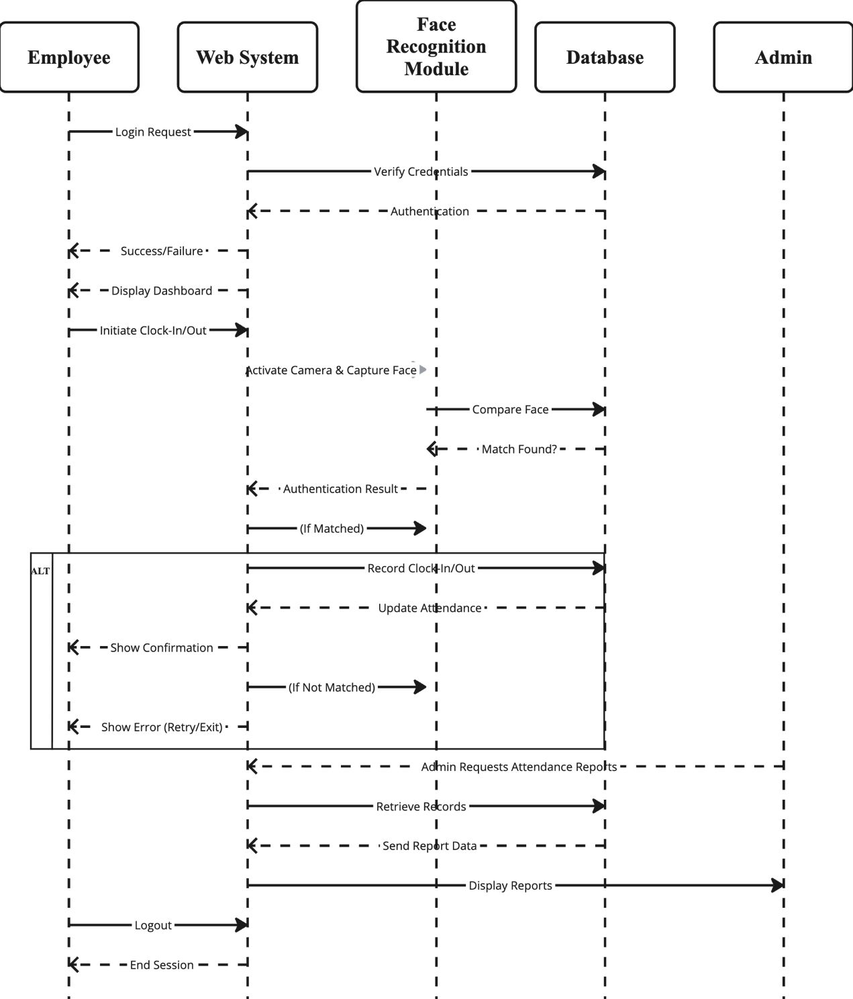 Employee
Web System
Face
Recognition
Module
Database
Admin
Login Request
Verify Credentials
Authentication
Success/Failure
Display Dashboard
Initiate Clock-In/Out
Activate Camera & Capture Face
Compare Face
Match Found?
Authentication Result
(If Matched)
ALT
Record Clock-In/Out
Update Attendance
Show Confirmation
(If Not Matched)
Show Error (Retry/Exit)
Admin Requests Attendance Reports
Retrieve Records
Send Report Data
Display Reports
Logout
End Session